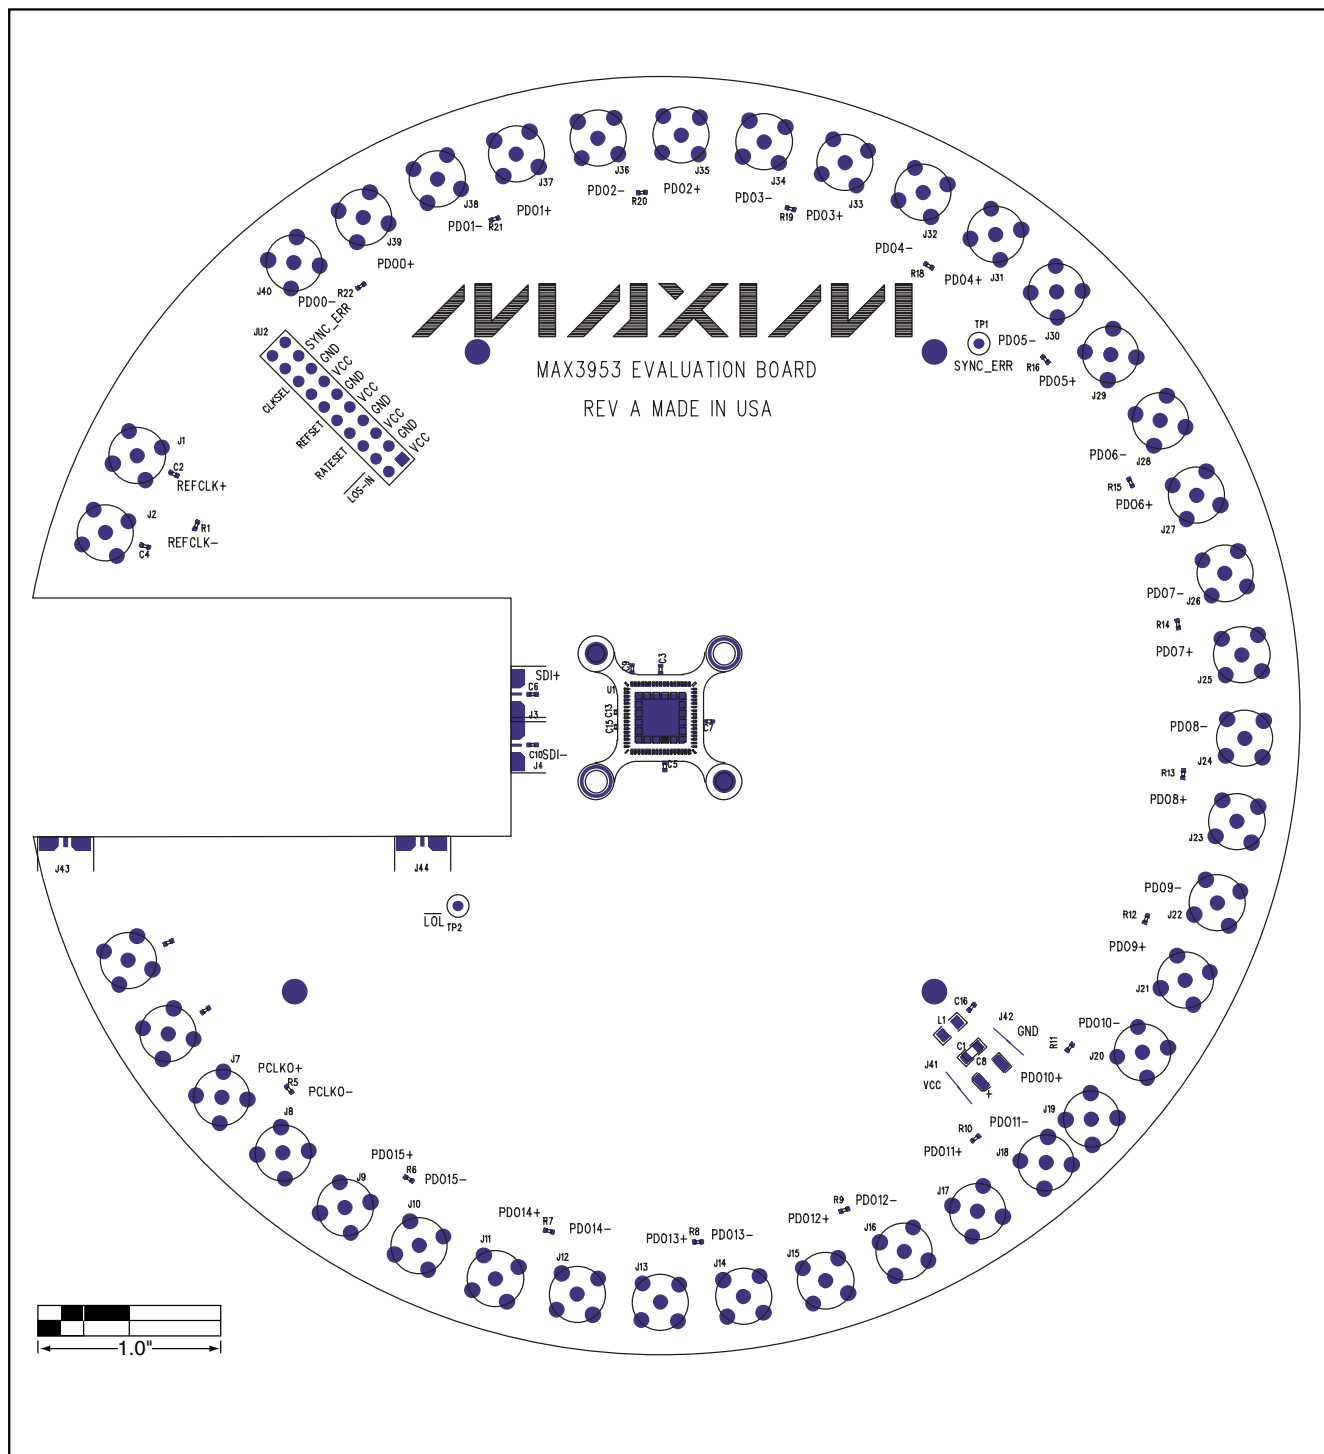 J36
J35
J34
J37
J33
J38
J32
J39
J31
J40
J30
PD02-
R20
PD02+
PD03-
R19
PD03+
PD01-
R21
PD01+
PD04-
R18
PD04+
PD00+
PD00-
R22
MAXIM
MAX3953 EVALUATION BOARD
REV A MADE IN USA
TP1
SYNC_ERR
PD05-
R16
PD05+
J29
JU2
SYNC_ERR
GND
VCC
GND
VCC
GND
VCC
GND
VCC
CLKSEL
REFSET
RATESET
LOS-IN
J1
C2
REFCLK+
J2
R1
REFCLK-
C4
PD06-
J28
R15
PD06+
J27
PD07-
J26
R14
PD07+
J25
SDI+
C6
J3
C10
SDI-
J4
C9
C3
U1
C13
C15
C7
C5
PD08-
J24
R13
PD08+
J23
J43
J44
LOL
TP2
PD09-
R12
J22
PD09+
J21
C16
L1
J42
GND
C1
C8
J41
VCC
+
R11
PD010-
J20
PD010+
J19
J7
PCLKO+
R5
PCLKO-
J8
R10
PD011-
PD011+
J18
PD015+
R6
PD015-
J9
J10
J17
PD014+
R7
PD014-
PD013+
R8
PD013-
PD012+
R9
PD012-
J16
J11
J12
J13
J14
J15
1.0"